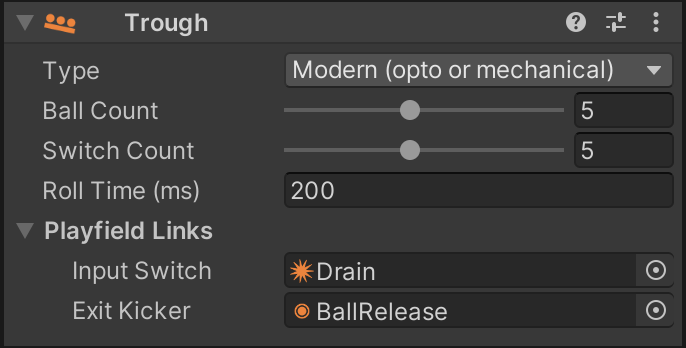 Trough
Type Modern (opto or mechanical)
Ball Count 5
Switch Count 5
Roll Time (ms) 200
Playfield Links
Input Switch Drain
Exit Kicker BallRelease